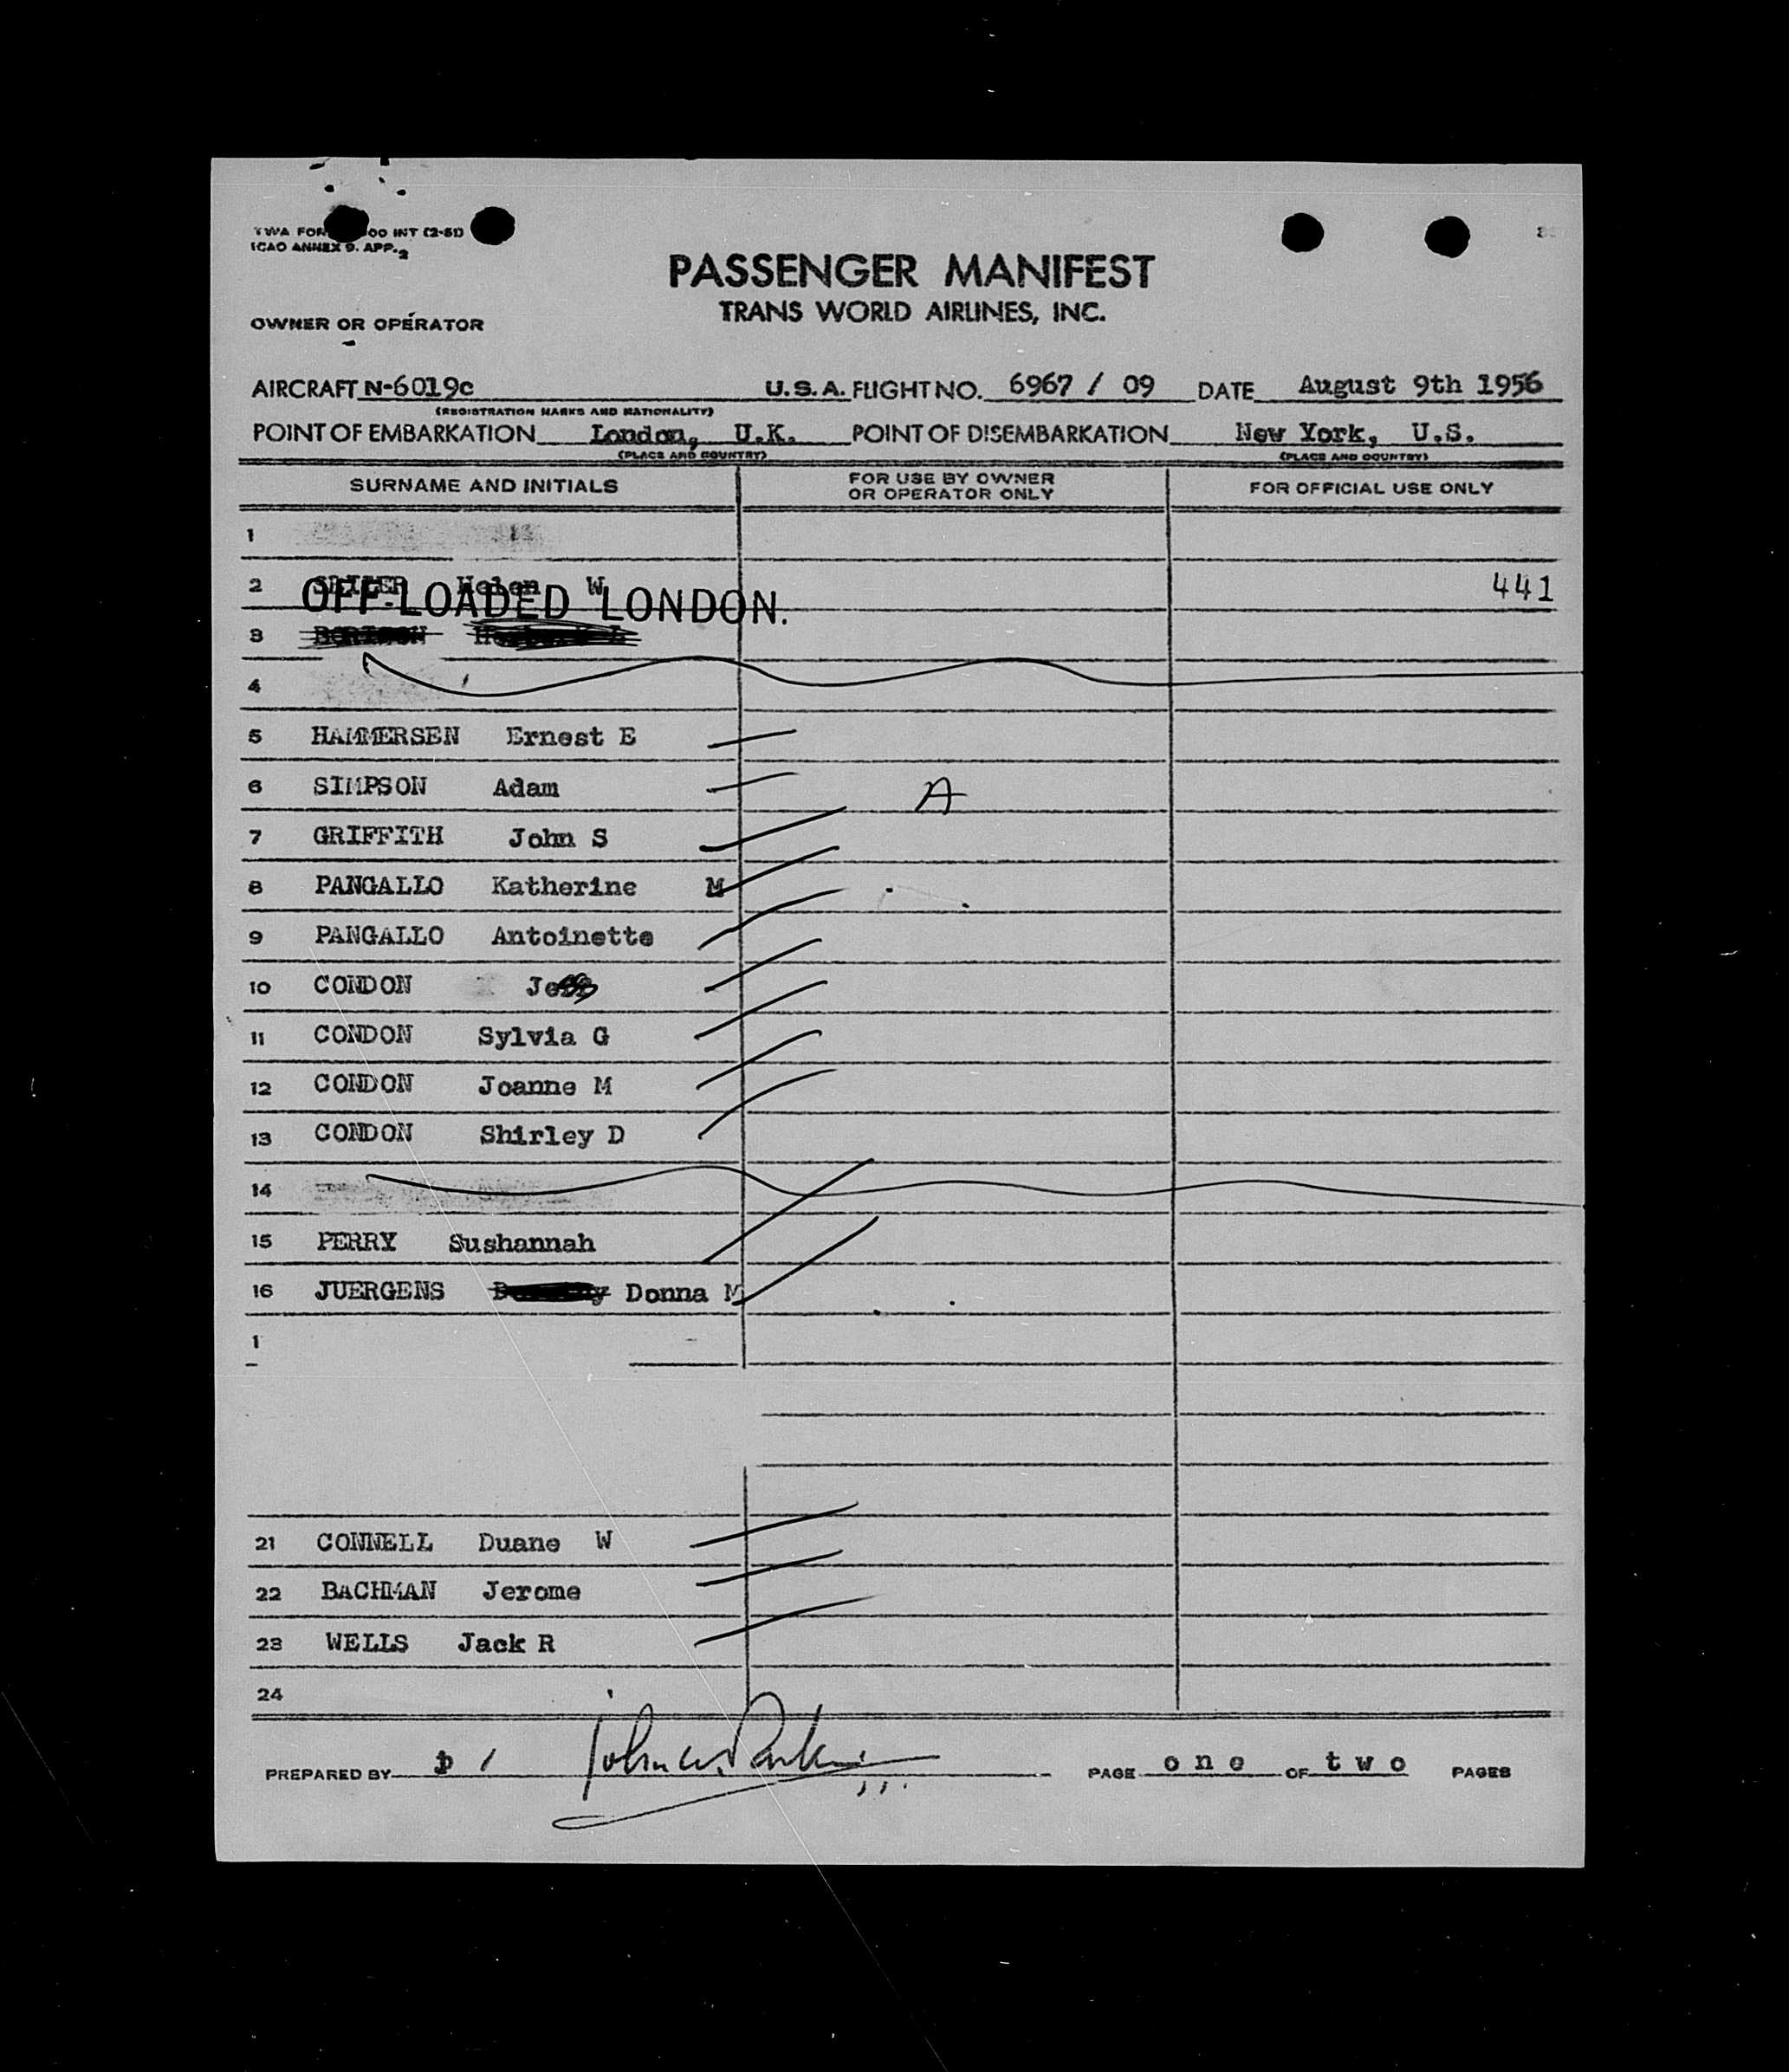 TWA FOR 00 INT (2-51)
ICAO ANNEX 9. APP. 2
PASSENGER MANIFEST
TRANS WORLD AIRLINES, INC.
OWNER OR OPERATOR
AIRCRAFT N-6019c U.S.A. FLIGHT NO. 6967 / 09 DATE August 9th 1956
(REGISTRATION MARKS AND NATIONALITY)
POINT OF EMBARKATION London, U.K. POINT OF DISEMBARKATION New York, U.S.
(PLACE AND COUNTRY) (PLACE AND COUNTRY)
SURNAME AND INITIALS FOR USE BY OWNER OR OPERATOR ONLY FOR OFFICIAL USE ONLY
1
2 Helen W 441
OFF-LOADED LONDON.
3
4
5 HAMMERSEN Ernest E
6 SIMPSON Adam A
7 GRIFFITH John S
8 PANGALLO Katherine M
9 PANGALLO Antoinette
10 CONDON
11 CONDON Sylvia G
12 CONDON Joanne M
13 CONDON Shirley D
14
15 PERRY Sushannah
16 JUERGENS Donna M
1
21 CONNELL Duane W
22 BACHMAN Jerome
23 WELLS Jack R
24
PREPARED BY John W. PAGE one OF two PAGES